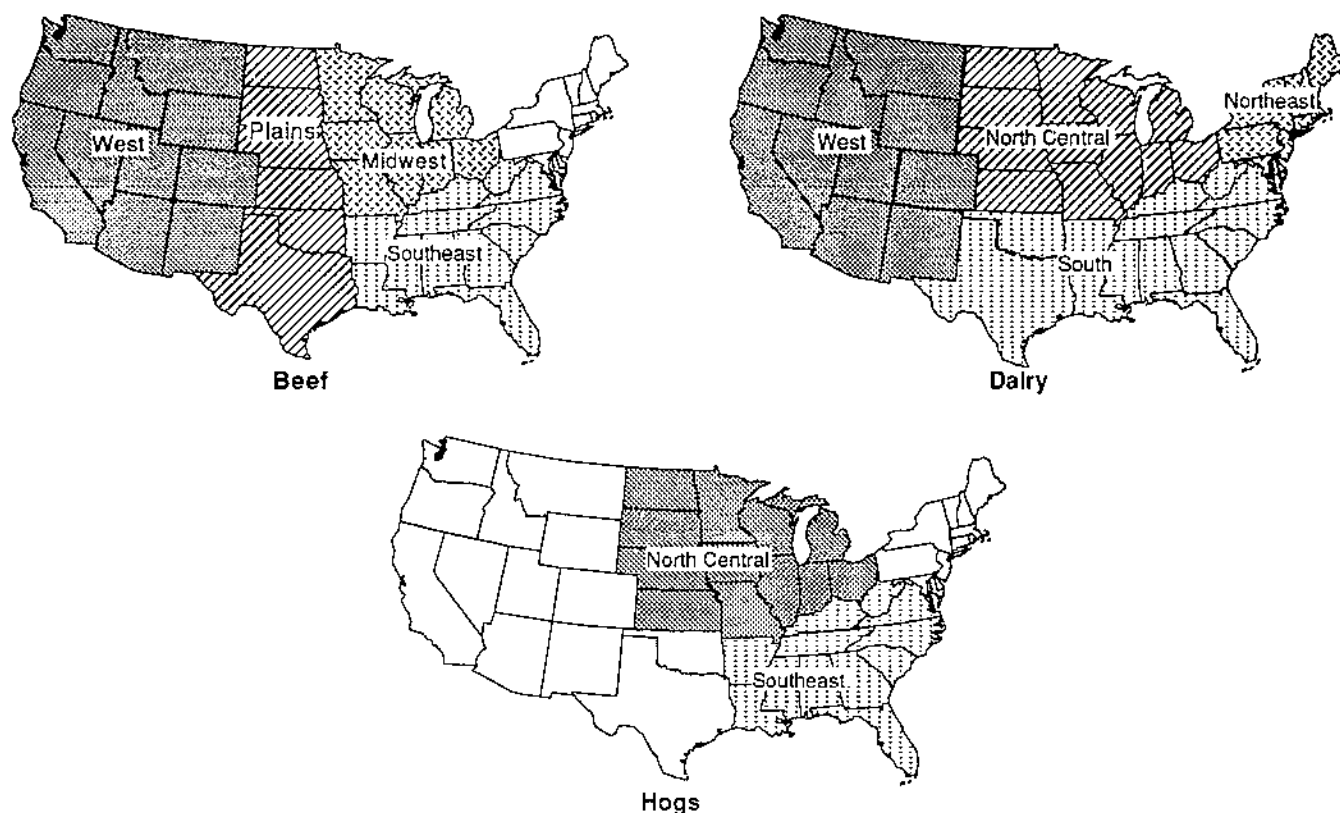 West
Plains
Midwest
Southeast
Beef
Northeast
North Central
West
South
Dairy
North Central
Southeast
Hogs